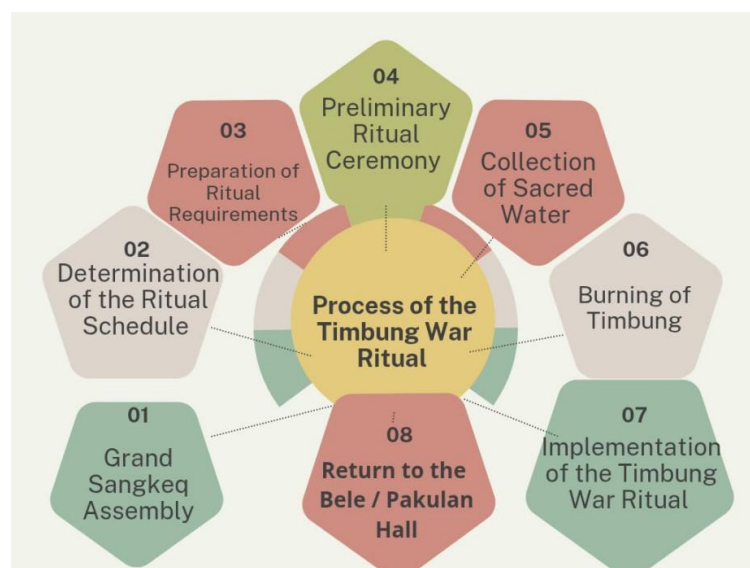 01
Grand
Sangkeq
Assembly
02
Determination
of the Ritual
Schedule
03
Preparation of
Ritual
Requirements
04
Preliminary
Ritual
Ceremony
05
Collection
of Sacred
Water
06
Burning of
Timbung
07
Implementation
of the Timbung
War Ritual
08
Return to the
Bele / Pakulan
Hall
Process of the
Timbung War
Ritual